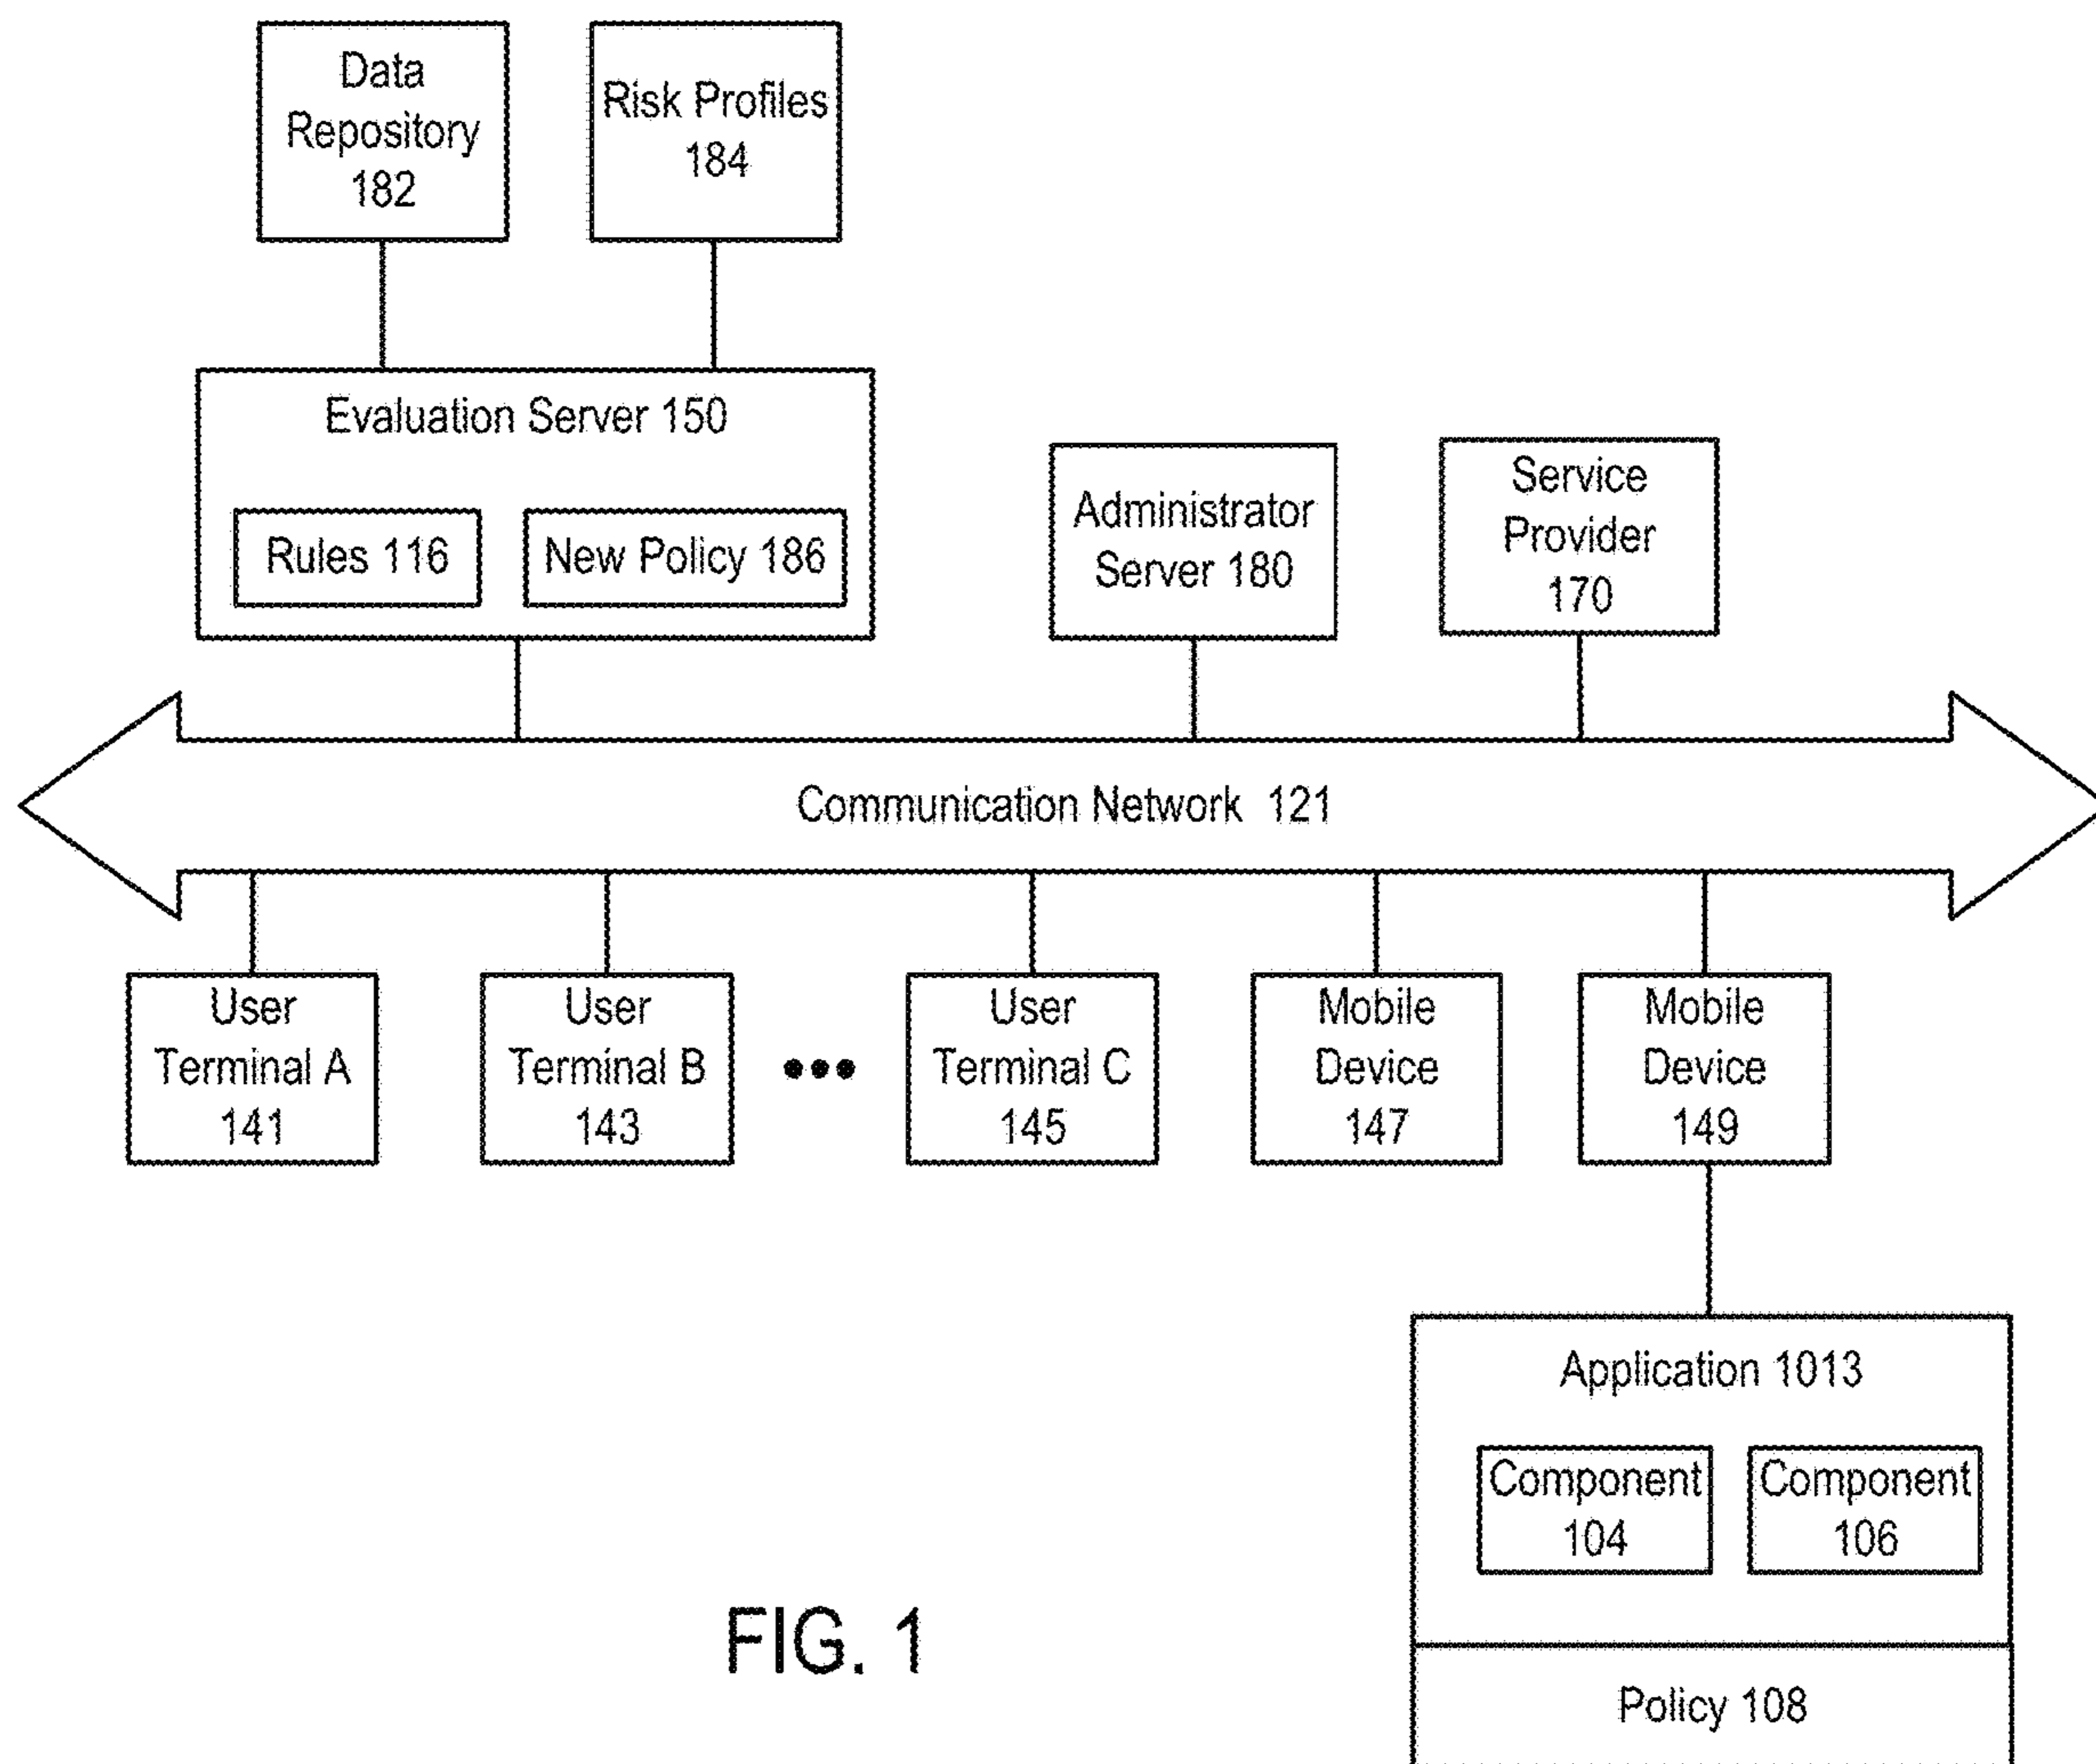 Data
Repository
182
Risk Profiles
184
Evaluation Server 150
Rules 116
New Policy 186
Administrator
Server 180
Service
Provider
170
Communication Network 121
User
Terminal A
141
User
Terminal B
143
•••
User
Terminal C
145
Mobile
Device
147
Mobile
Device
149
Application 1013
Component
104
Component
106
Policy 108
FIG. 1